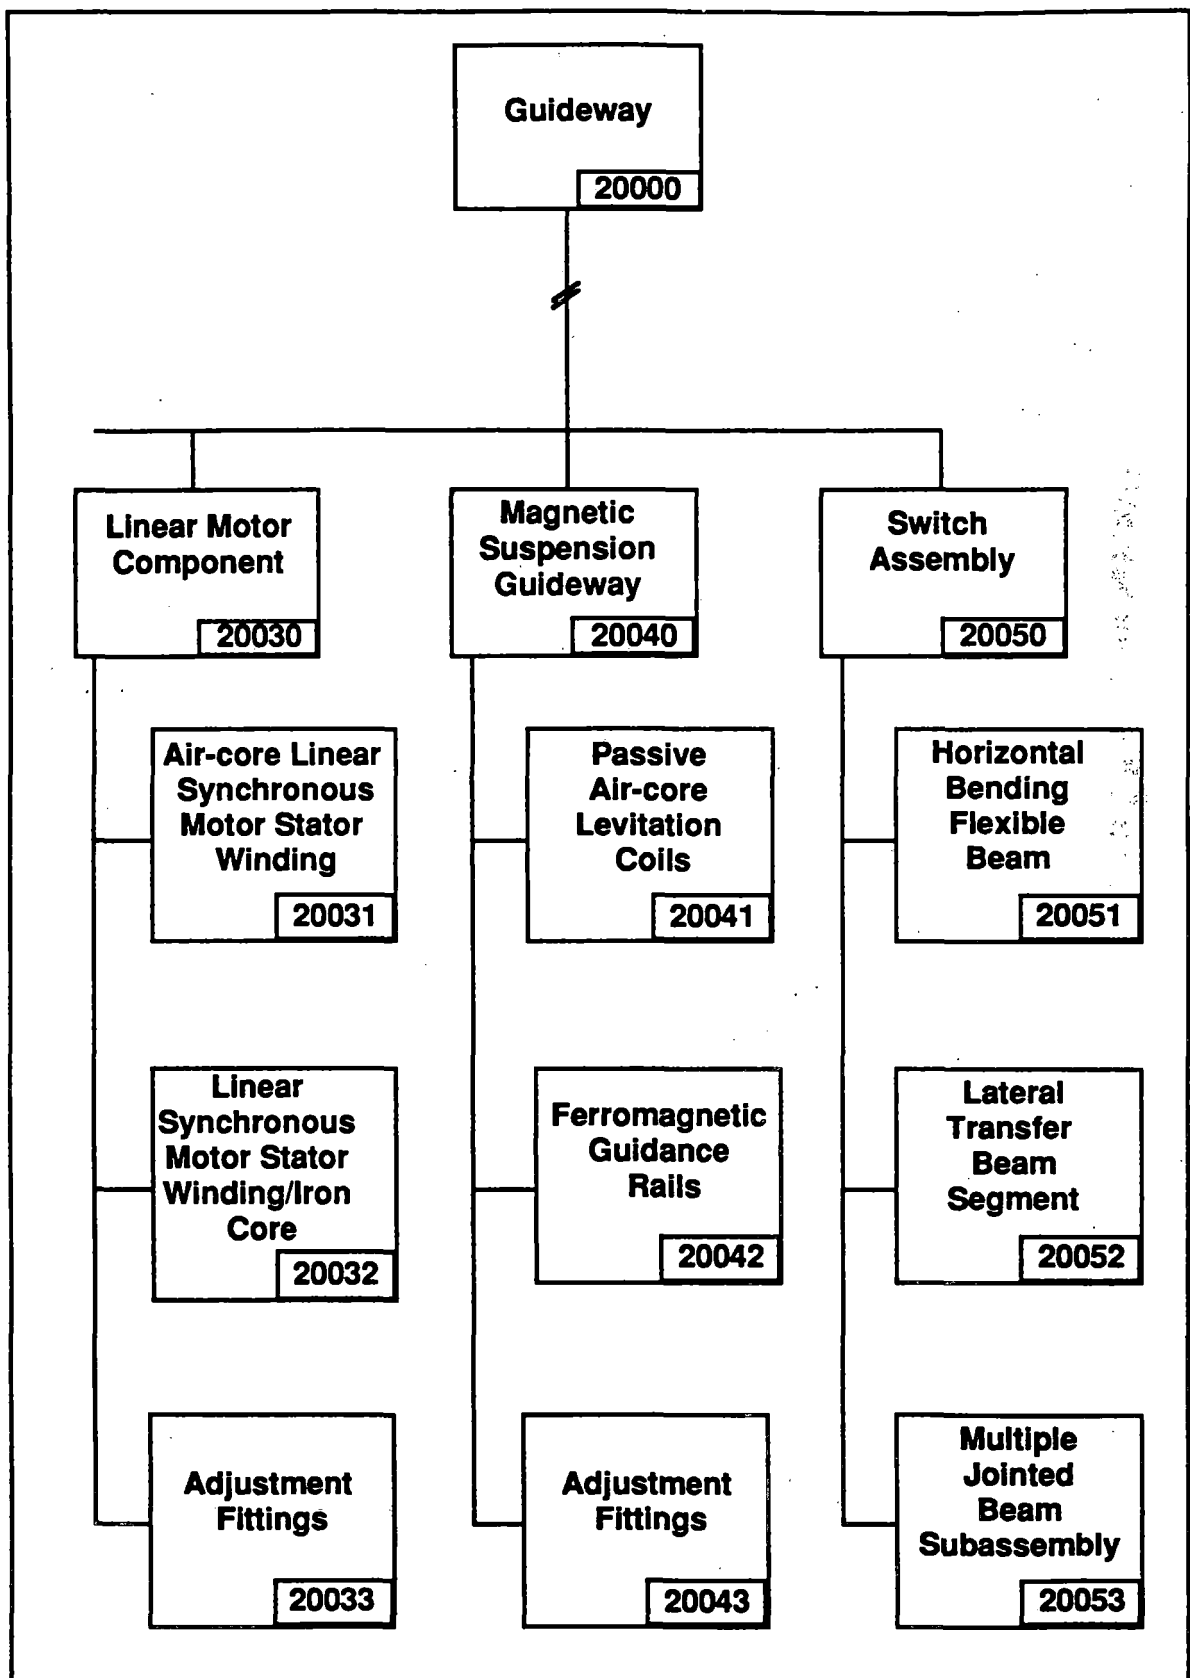 Guideway
20000
Linear Motor
Component
20030
Magnetic
Suspension
Guideway
20040
Switch
Assembly
20050
Air-core Linear
Synchronous
Motor Stator
Winding
20031
Passive
Air-core
Levitation
Coils
20041
Horizontal
Bending
Flexible
Beam
20051
Linear
Synchronous
Motor Stator
Winding/Iron
Core
20032
Ferromagnetic
Guidance
Rails
20042
Lateral
Transfer
Beam
Segment
20052
Adjustment
Fittings
20033
Adjustment
Fittings
20043
Multiple
Jointed
Beam
Subassembly
20053